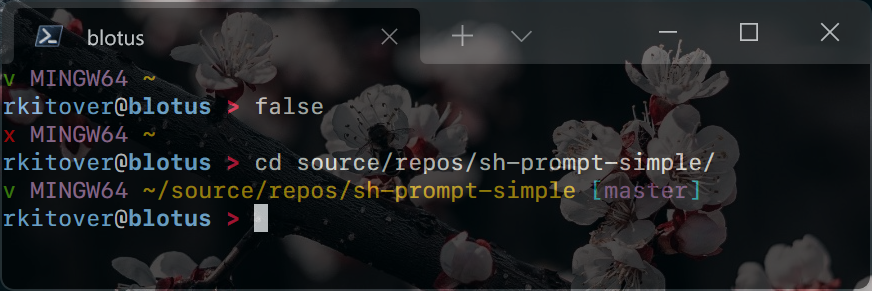 blotus
v MINGW64 ~
rkitover@blotus > false
x MINGW64 ~
rkitover@blotus > cd source/repos/sh-prompt-simple/
v MINGW64 ~/source/repos/sh-prompt-simple [master]
rkitover@blotus >